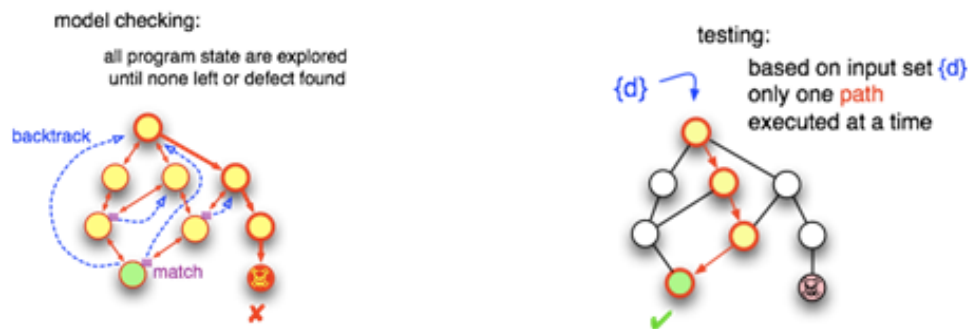 model checking:
all program state are explored
until none left or defect found
backtrack
match
testing:
based on input set {d}
{d}
only one path
executed at a time